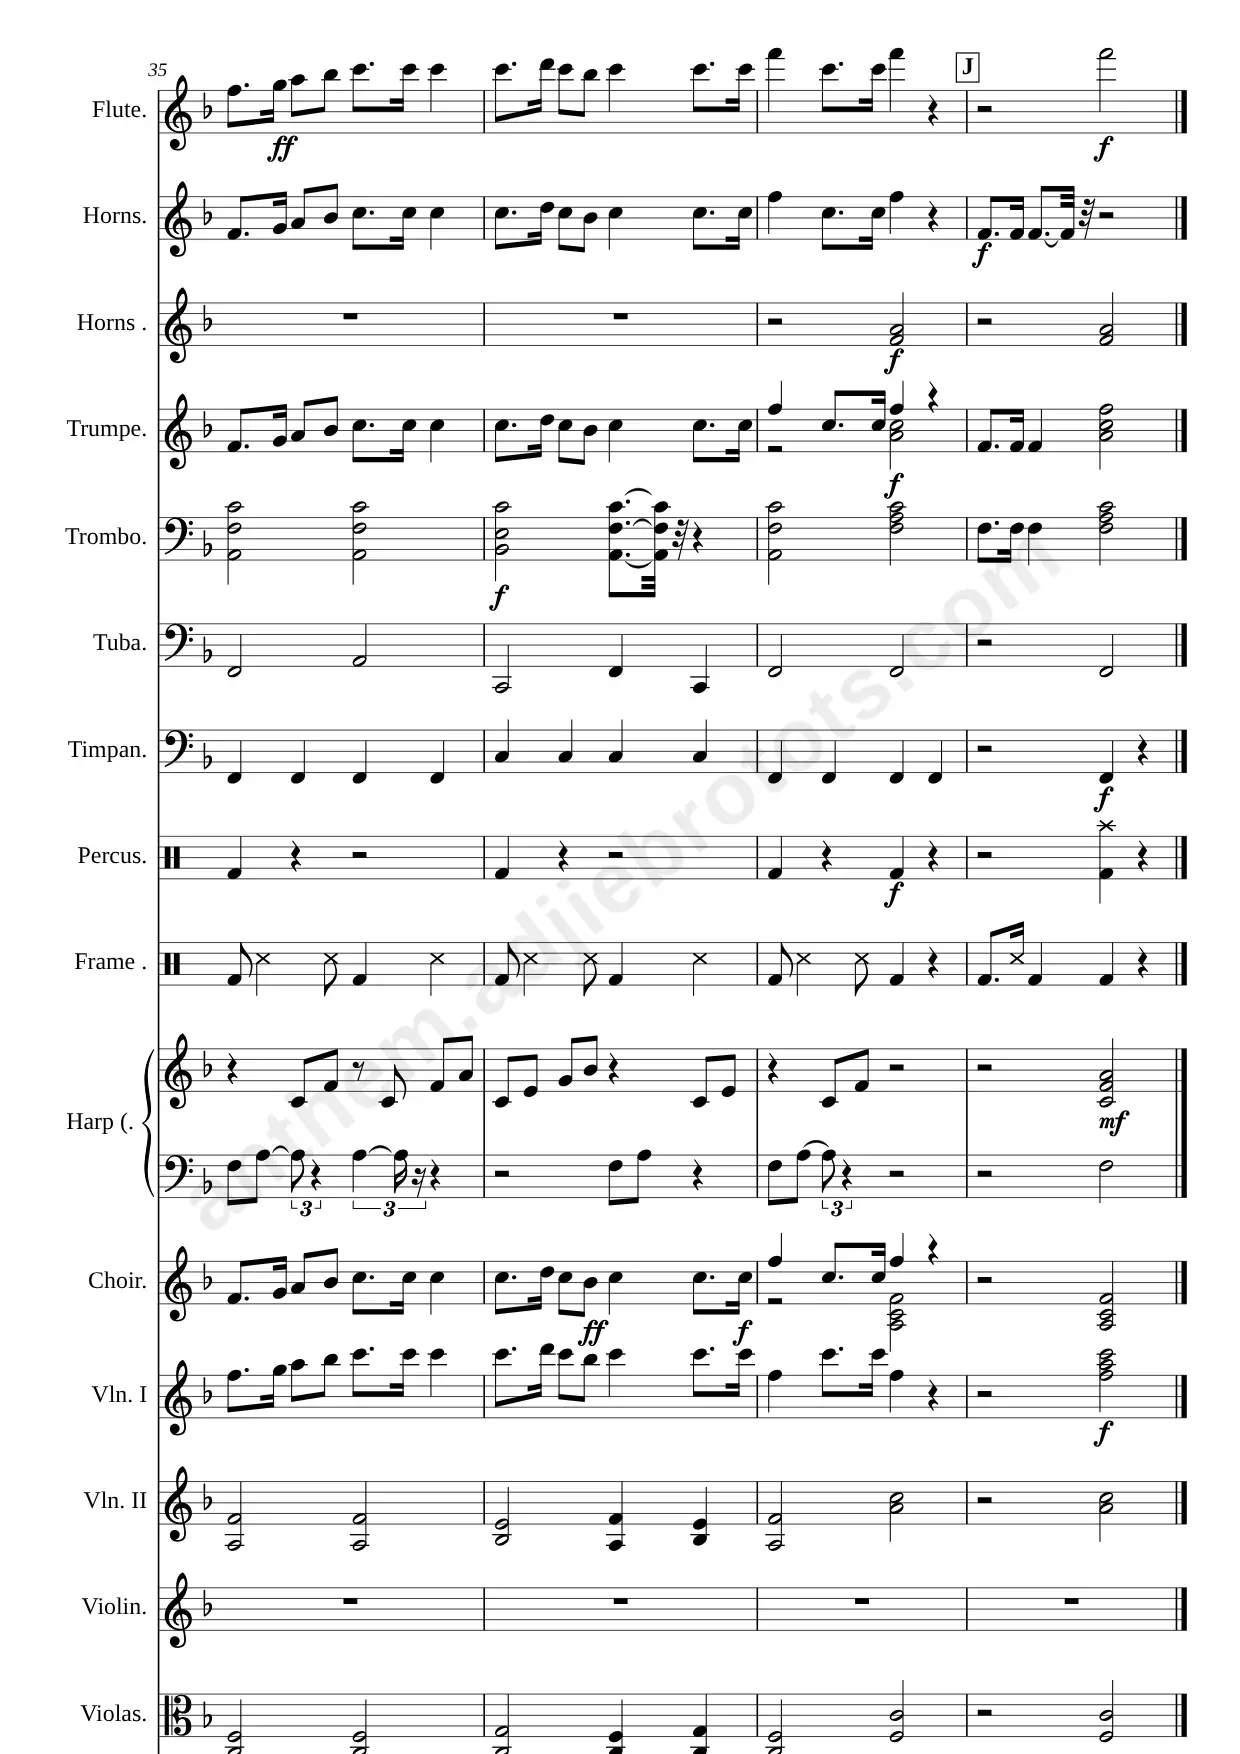 35
J
Flute.
ff
f
Horns.
f
Horns .
f
Trumpe.
f
Trombo.
f
Tuba.
Timpan.
f
Percus.
f
Frame .
Harp (.
mf
3
3
3
Choir.
ff
f
Vln. I
f
Vln. II
Violin.
Violas.
anthem.adjiebrotots.com